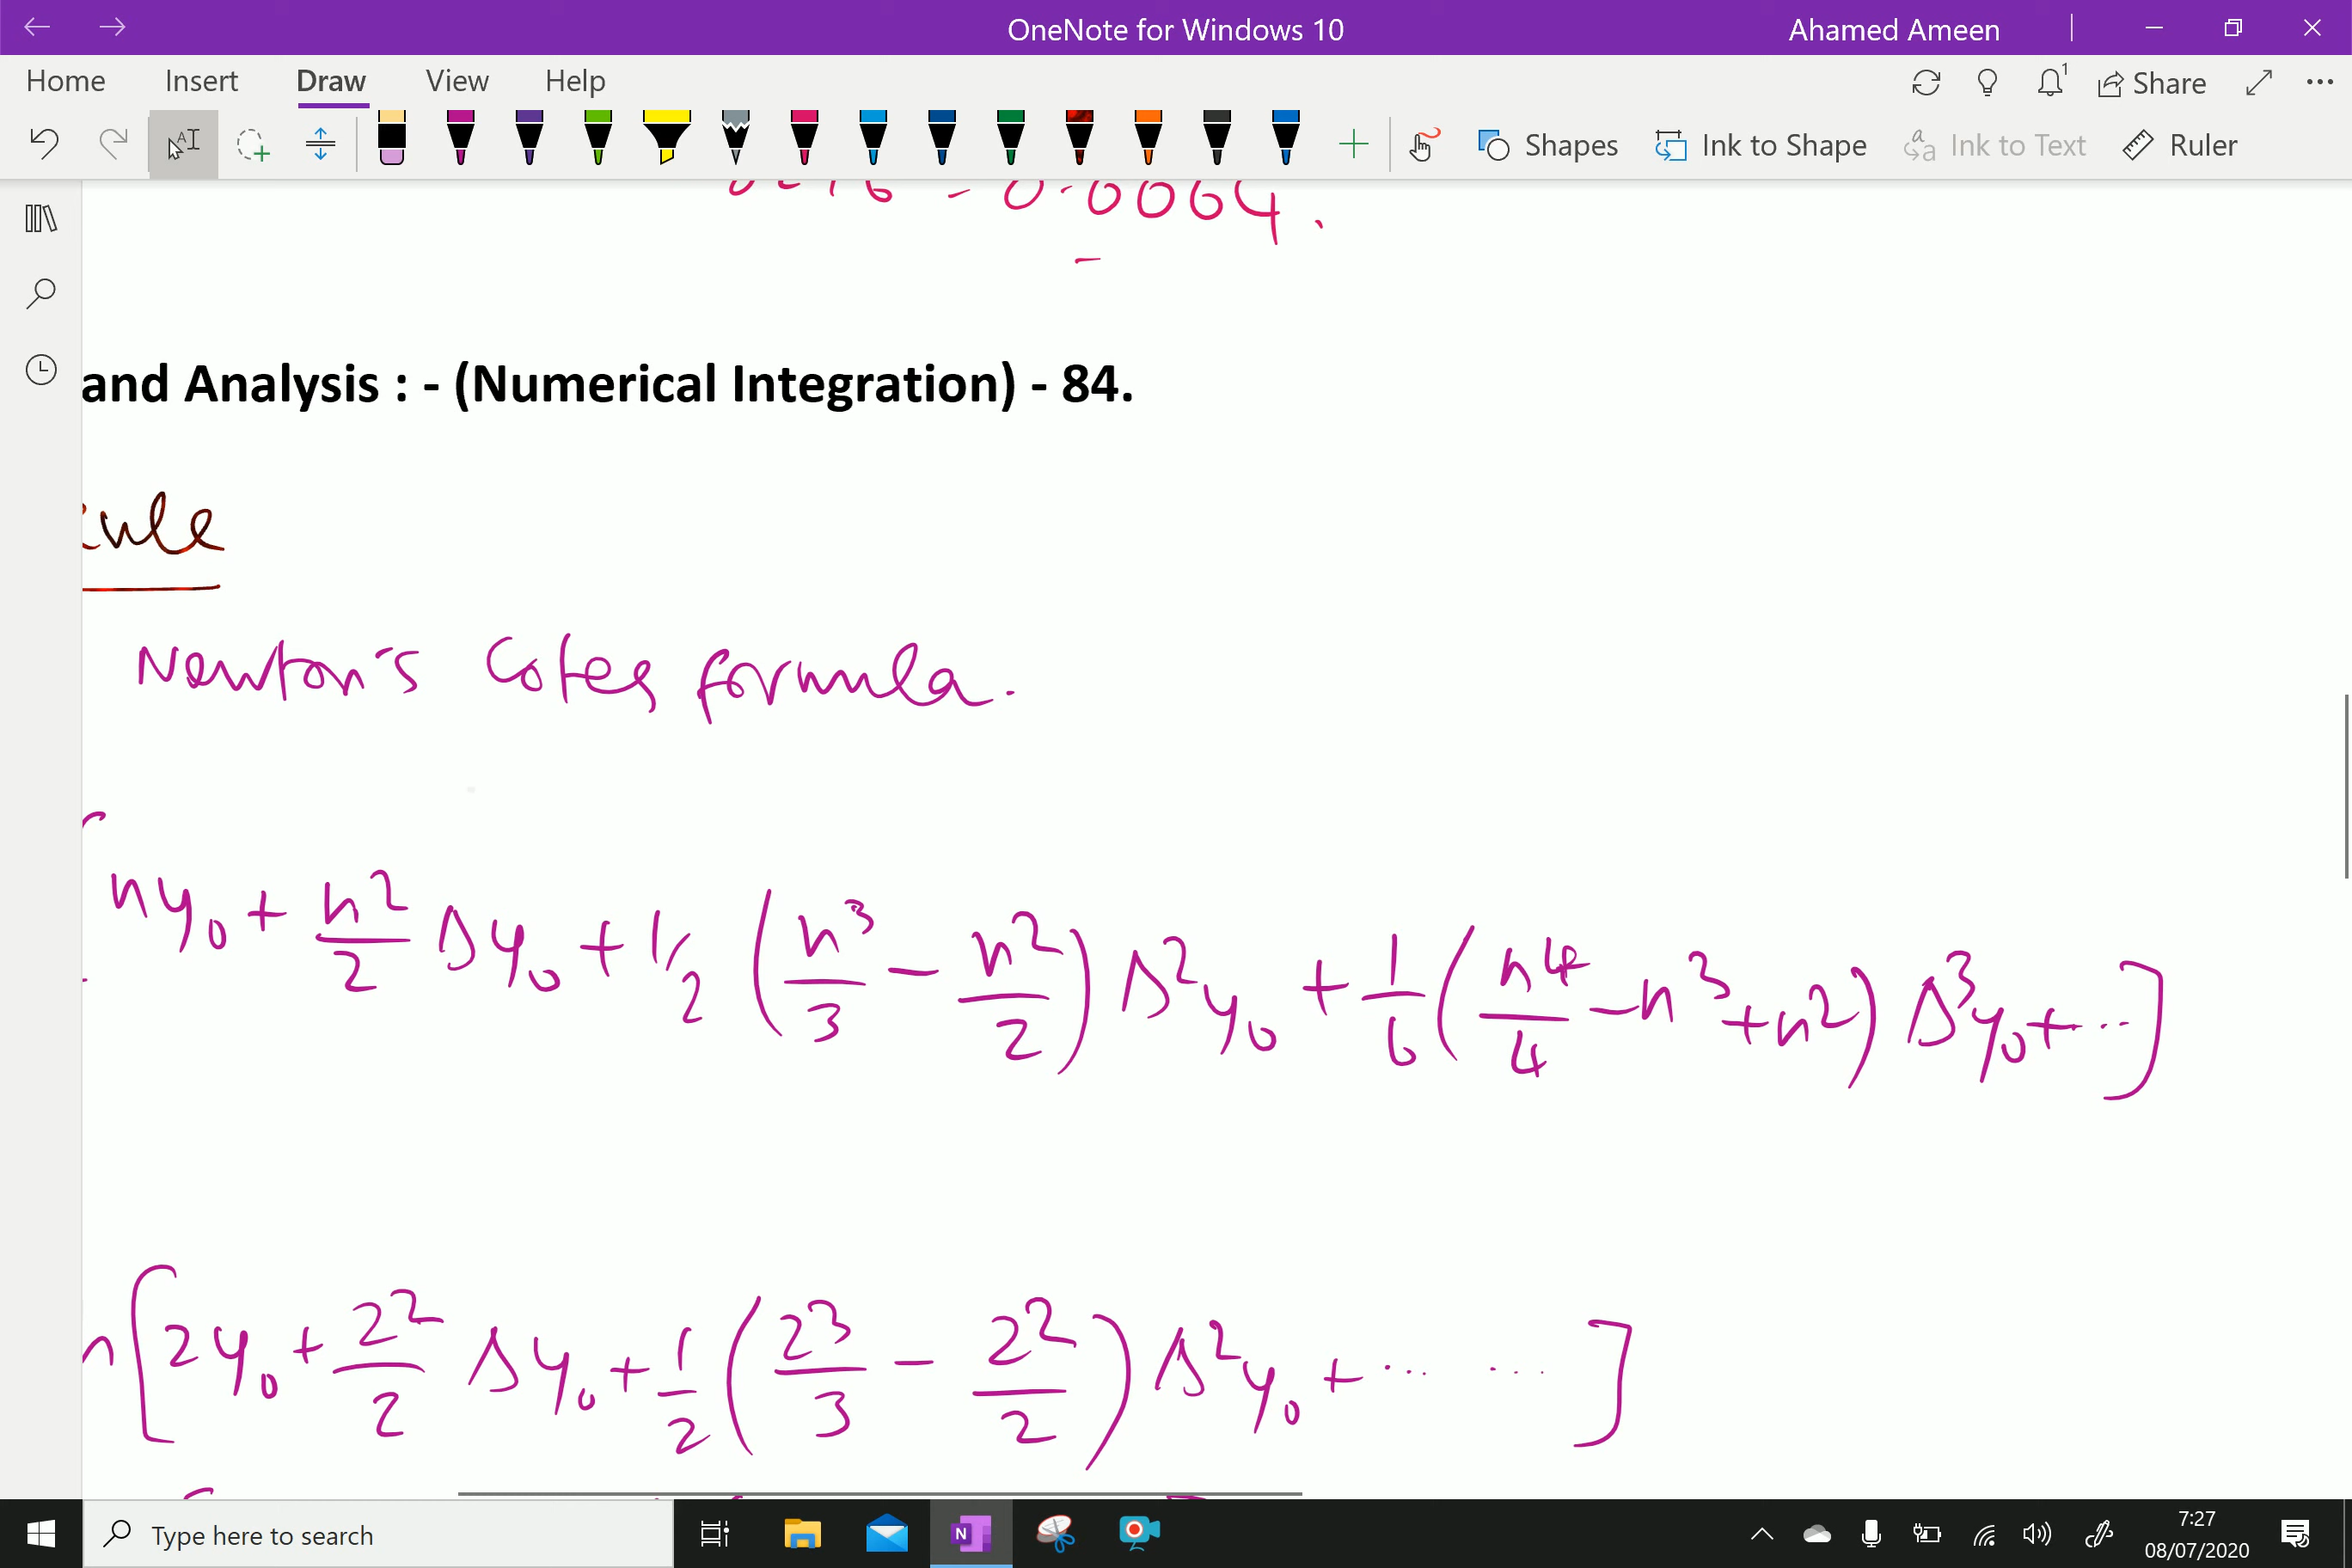 OneNote for Windows 10 Ahamed Ameen
Home Insert Draw View Help 1 Share
Shapes Ink to Shape Ink to Text Ruler
0.0064.
and Analysis : - (Numerical Integration) - 84.
rule
Newton's Cotes formula.
ny₀ + n²/2 Δy₀ + 1/2 (n³/3 − n²/2) Δ²y₀ + 1/6 (n⁴/4 − n³ + n²) Δ³y₀ + ··]
h[2y₀ + 2²/2 Δy₀ + 1/2 (2³/3 − 2²/2) Δ²y₀ + ··· ···]
Type here to search 7:27
08/07/2020